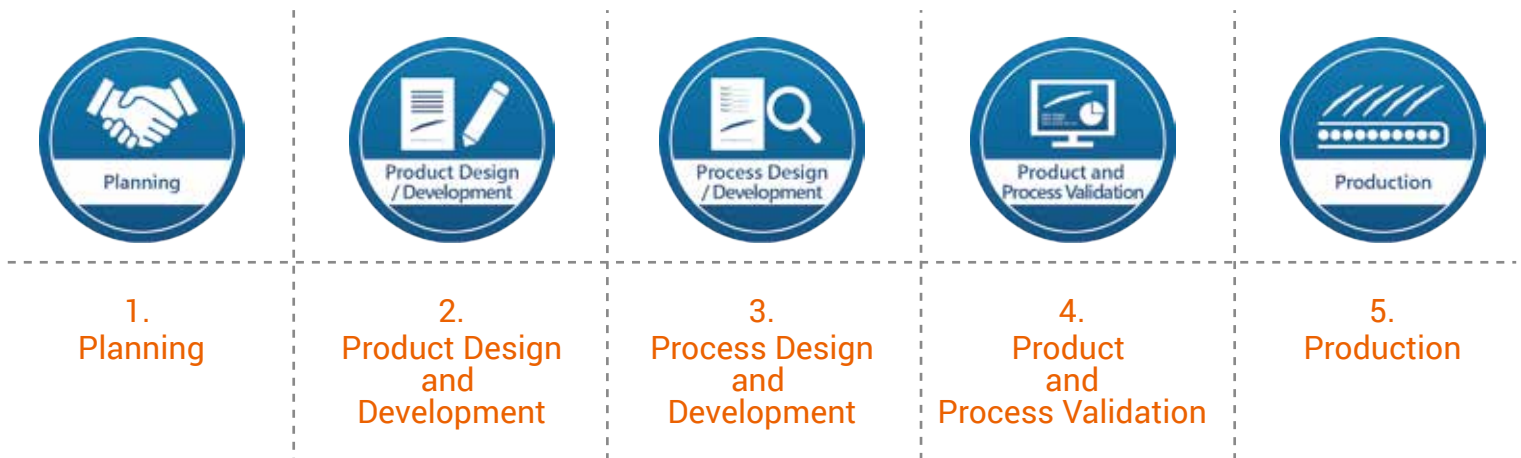 Planning
Product Design
/ Development
Process Design
/ Development
Product and
Process Validation
Production
1.
Planning
2.
Product Design
and
Development
3.
Process Design
and
Development
4.
Product
and
Process Validation
5.
Production